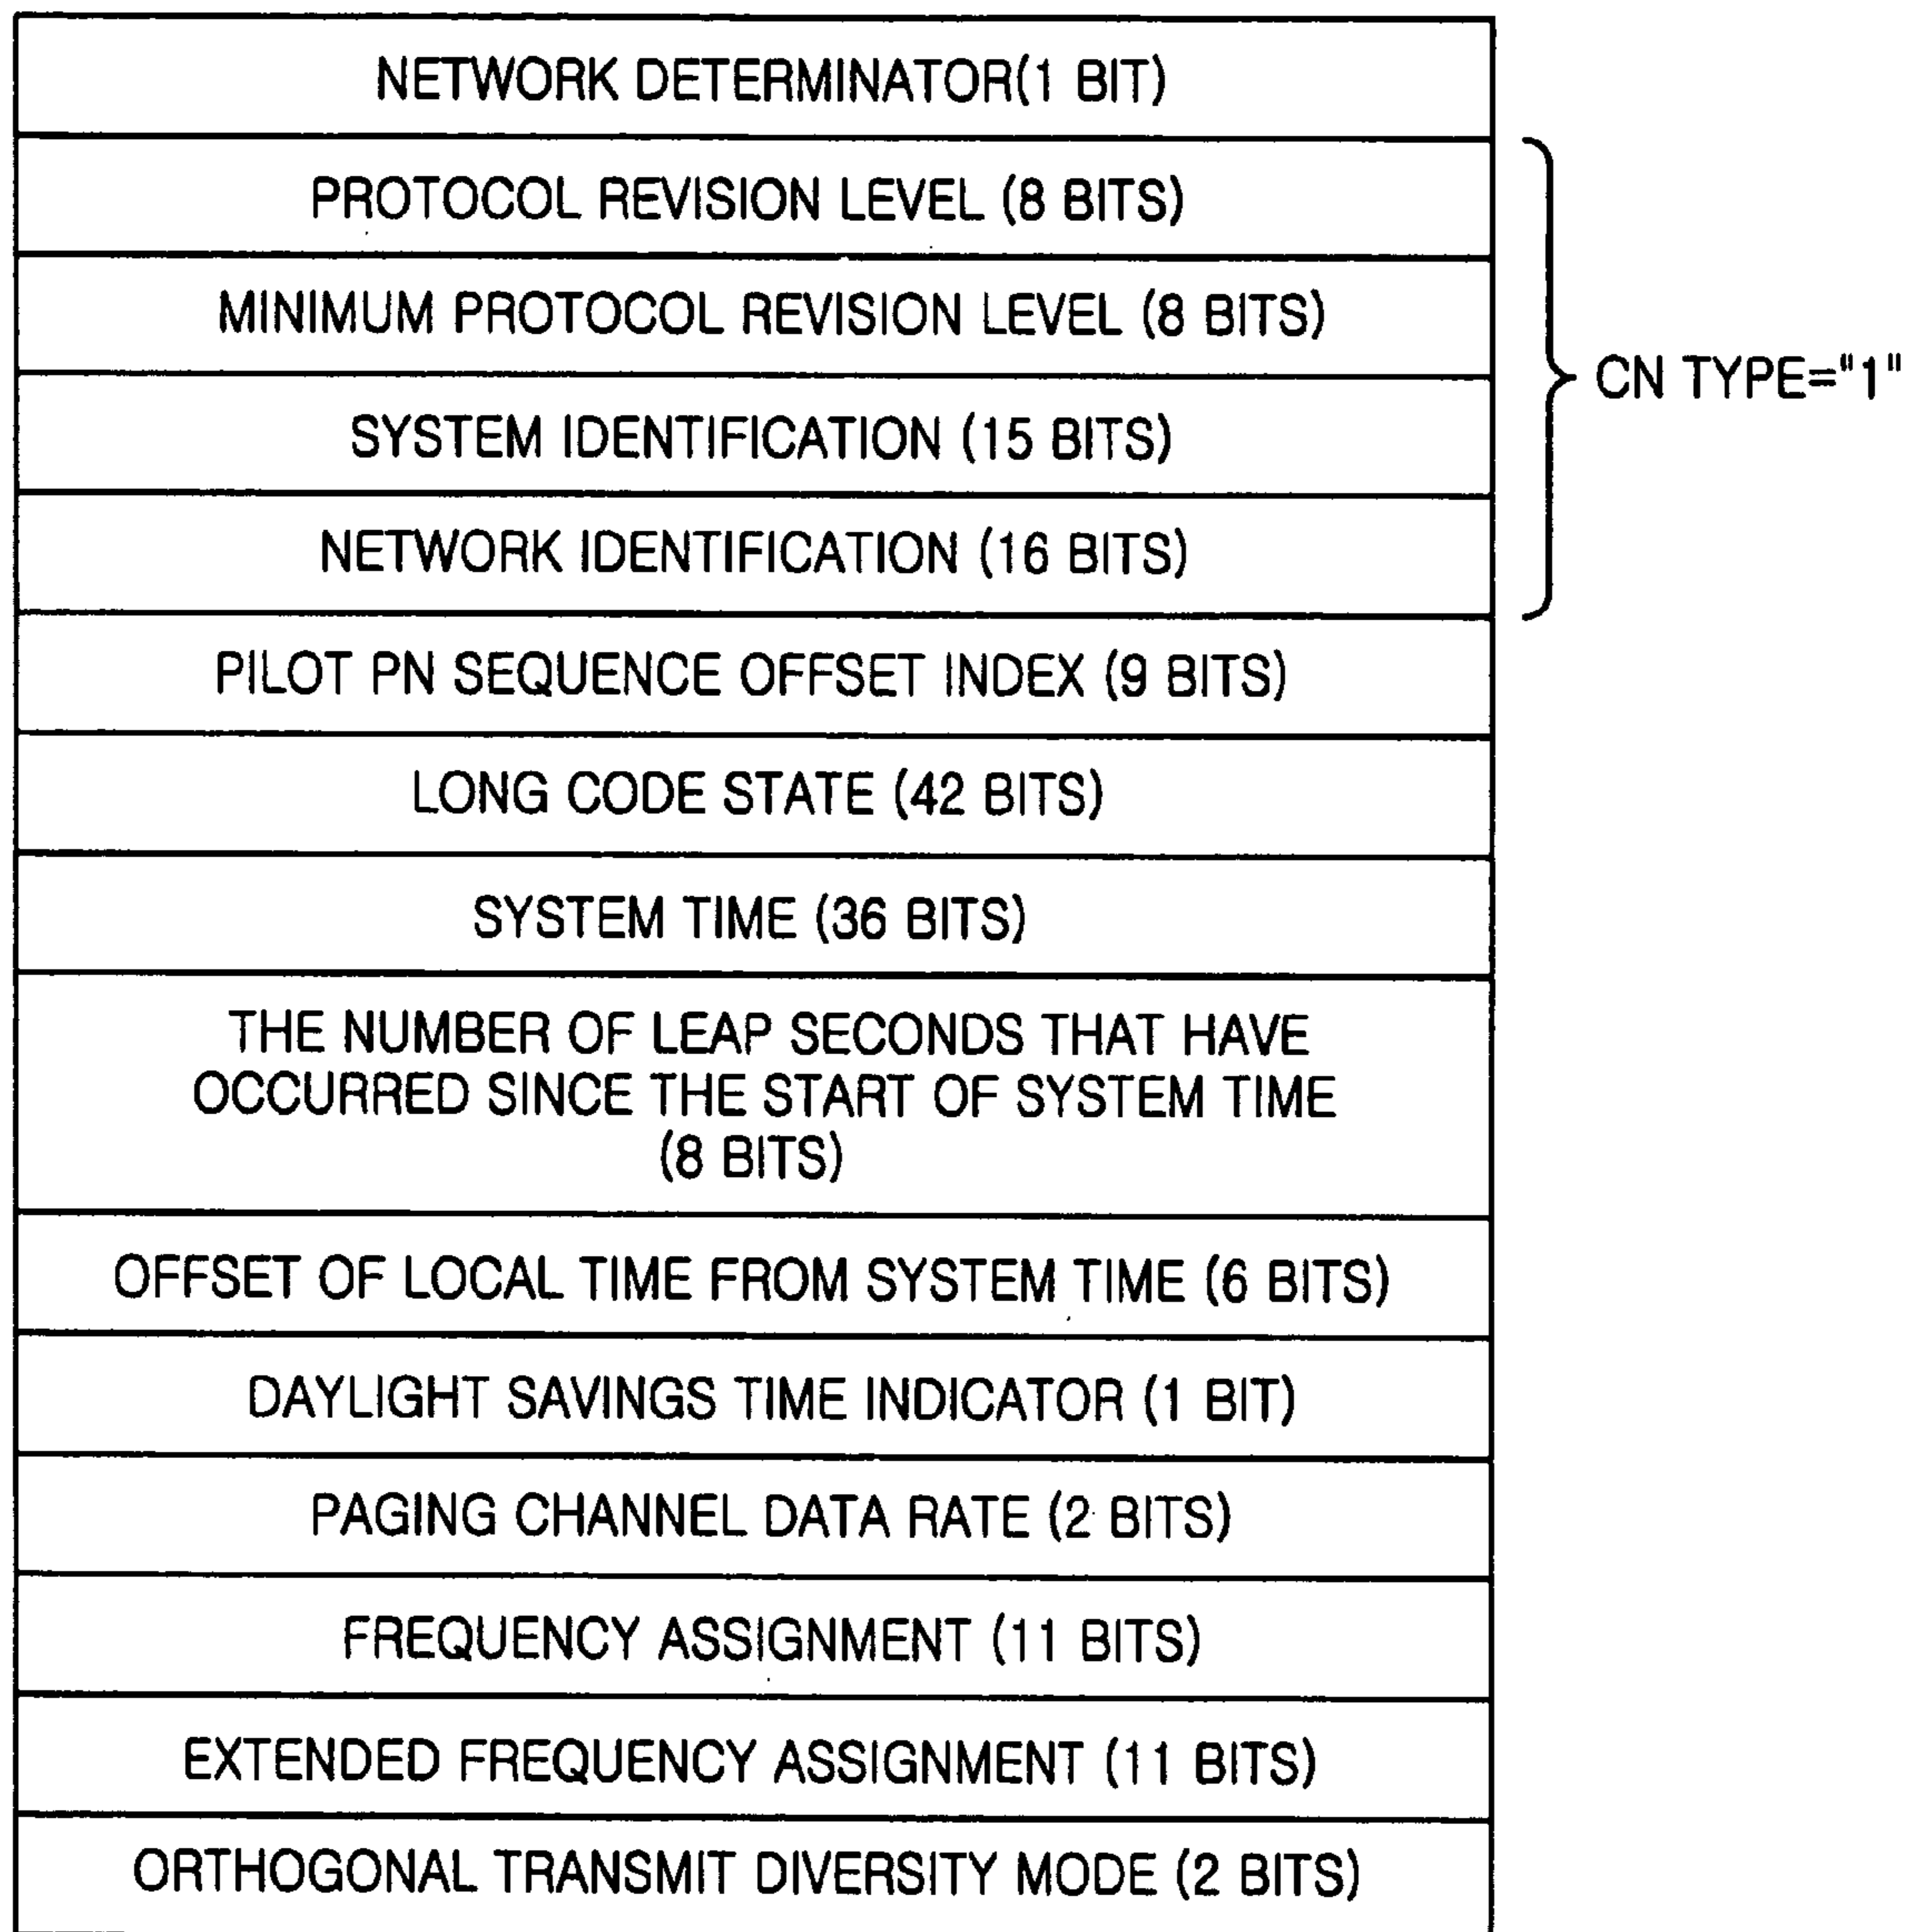 NETWORK DETERMINATOR(1 BIT)
PROTOCOL REVISION LEVEL (8 BITS)
MINIMUM PROTOCOL REVISION LEVEL (8 BITS)
SYSTEM IDENTIFICATION (15 BITS)
NETWORK IDENTIFICATION (16 BITS)
CN TYPE="1"
PILOT PN SEQUENCE OFFSET INDEX (9 BITS)
LONG CODE STATE (42 BITS)
SYSTEM TIME (36 BITS)
THE NUMBER OF LEAP SECONDS THAT HAVE
OCCURRED SINCE THE START OF SYSTEM TIME
(8 BITS)
OFFSET OF LOCAL TIME FROM SYSTEM TIME (6 BITS)
DAYLIGHT SAVINGS TIME INDICATOR (1 BIT)
PAGING CHANNEL DATA RATE (2 BITS)
FREQUENCY ASSIGNMENT (11 BITS)
EXTENDED FREQUENCY ASSIGNMENT (11 BITS)
ORTHOGONAL TRANSMIT DIVERSITY MODE (2 BITS)